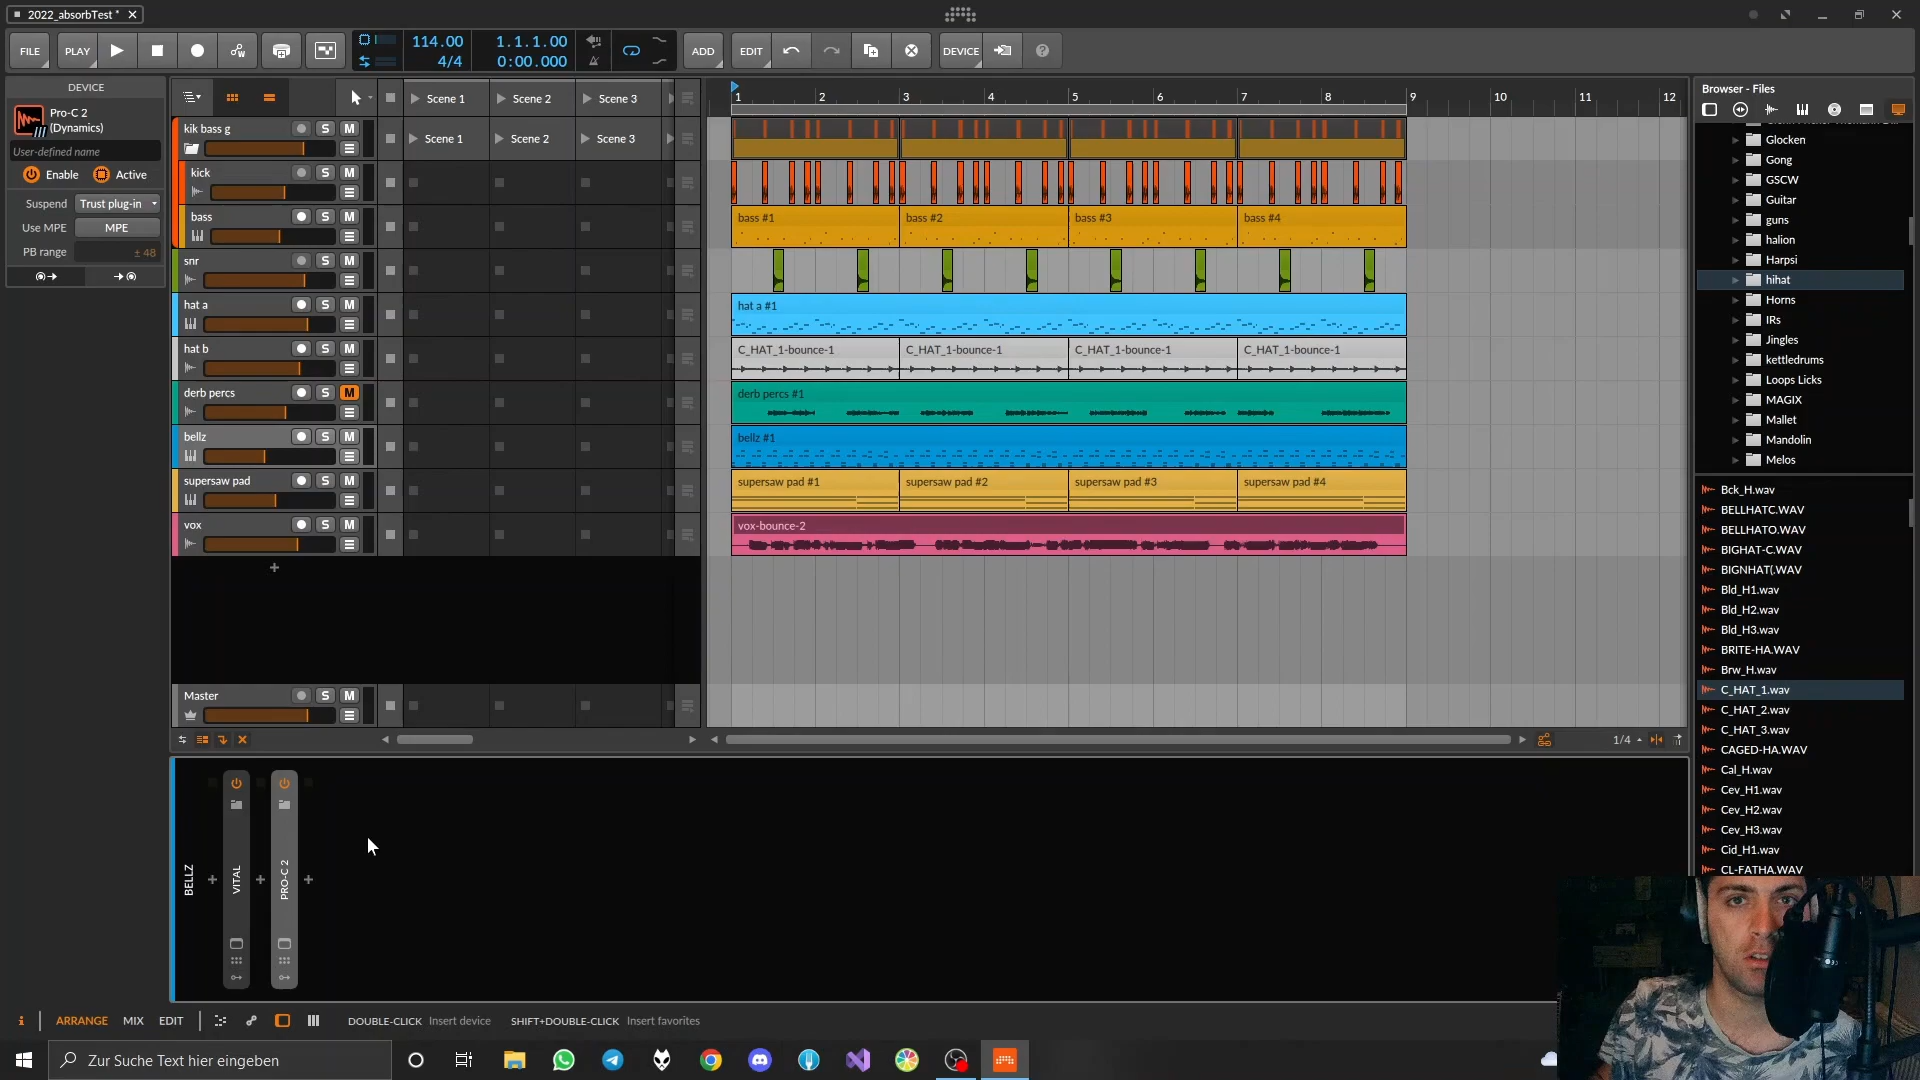 2022_absorbTest *
FILE
PLAY
114.00
4/4
1.1.1.00
0:00.000
ADD
EDIT
DEVICE
DEVICE
Pro-C 2
(Dynamics)
User-defined name
Enable
Active
Suspend
Trust plug-in
Use MPE
MPE
PB range
± 48
Scene 1
Scene 2
Scene 3
Scene 1
Scene 2
Scene 3
kik bass g
S M
kick
S M
bass
S M
snr
S M
hat a
S M
hat b
S M
derb percs
S M
bellz
S M
supersaw pad
S M
vox
S M
+
Master
S M
1 2 3 4 5 6 7 8 9 10 11 12
bass #1
bass #2
bass #3
bass #4
hat a #1
C_HAT_1-bounce-1
C_HAT_1-bounce-1
C_HAT_1-bounce-1
C_HAT_1-bounce-1
derb percs #1
bellz #1
supersaw pad #1
supersaw pad #2
supersaw pad #3
supersaw pad #4
vox-bounce-2
1/4
Browser - Files
Glocken
Gong
GSCW
Guitar
guns
halion
Harpsi
hihat
Horns
IRs
Jingles
kettledrums
Loops Licks
MAGIX
Mallet
Mandolin
Melos
Bck_H.wav
BELLHATC.WAV
BELLHATO.WAV
BIGHAT-C.WAV
BIGNHAT(.WAV
Bld_H1.wav
Bld_H2.wav
Bld_H3.wav
BRITE-HA.WAV
Brw_H.wav
C_HAT_1.wav
C_HAT_2.wav
C_HAT_3.wav
CAGED-HA.WAV
Cal_H.wav
Cev_H1.wav
Cev_H2.wav
Cev_H3.wav
Cid_H1.wav
CL-FATHA.WAV
BELLZ
VITAL
PRO-C 2
i
ARRANGE
MIX
EDIT
DOUBLE-CLICK Insert device
SHIFT+DOUBLE-CLICK Insert favorites
Zur Suche Text hier eingeben